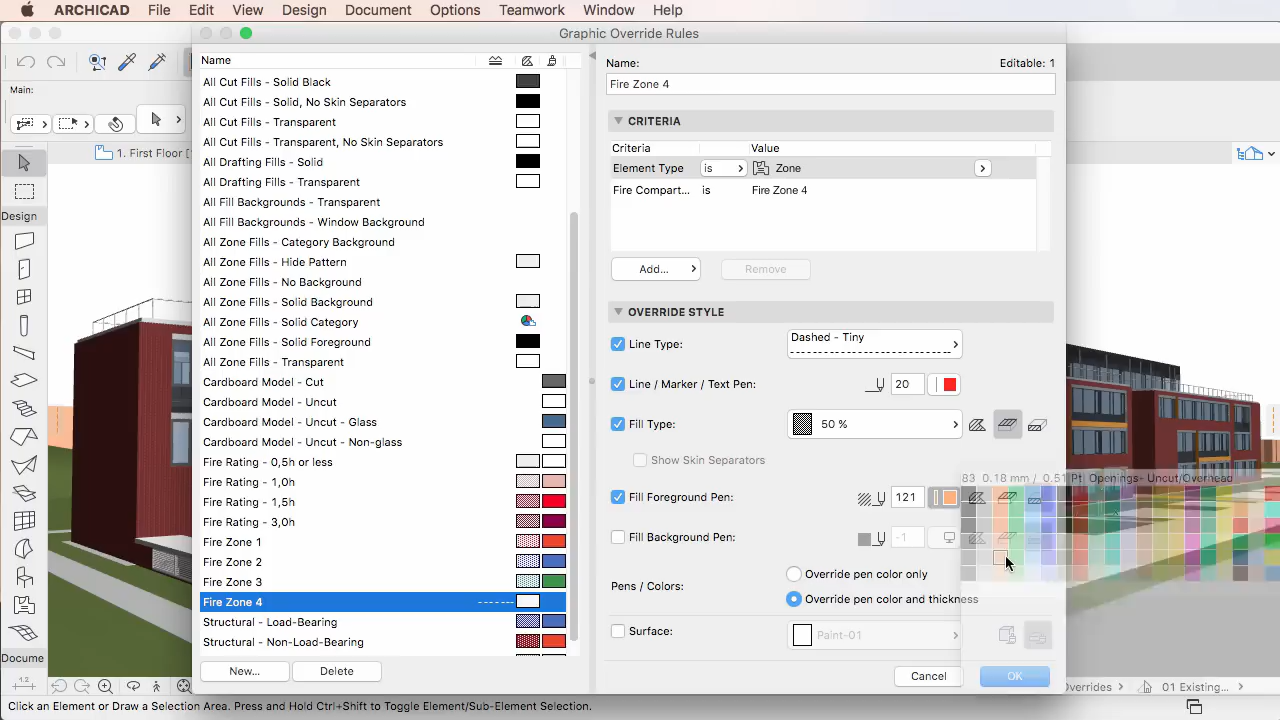 ARCHICAD File Edit View Design Document Options Teamwork Window Help
Graphic Override Rules
Main:
1. First Floor [
Design
Docume
1.2
Name
All Cut Fills - Solid Black
All Cut Fills - Solid, No Skin Separators
All Cut Fills - Transparent
All Cut Fills - Transparent, No Skin Separators
All Drafting Fills - Solid
All Drafting Fills - Transparent
All Fill Backgrounds - Transparent
All Fill Backgrounds - Window Background
All Zone Fills - Category Background
All Zone Fills - Hide Pattern
All Zone Fills - No Background
All Zone Fills - Solid Background
All Zone Fills - Solid Category
All Zone Fills - Solid Foreground
All Zone Fills - Transparent
Cardboard Model - Cut
Cardboard Model - Uncut
Cardboard Model - Uncut - Glass
Cardboard Model - Uncut - Non-glass
Fire Rating - 0,5h or less
Fire Rating - 1,0h
Fire Rating - 1,5h
Fire Rating - 3,0h
Fire Zone 1
Fire Zone 2
Fire Zone 3
Fire Zone 4
Structural - Load-Bearing
Structural - Non-Load-Bearing
New... Delete
Name: Editable: 1
Fire Zone 4
CRITERIA
Criteria Value
Element Type is Zone
Fire Compart... is Fire Zone 4
Add... Remove
OVERRIDE STYLE
Line Type: Dashed - Tiny
Line / Marker / Text Pen: 20
Fill Type: 50 %
Show Skin Separators
83 0.18 mm / 0.51 Pt Openings- Uncut/Overhead
Fill Foreground Pen: 121
Fill Background Pen: -1
Pens / Colors: Override pen color only
Override pen color and thickness
Surface: Paint-01
Cancel OK
Overrides 01 Existing...
Click an Element or Draw a Selection Area. Press and Hold Ctrl+Shift to Toggle Element/Sub-Element Selection.